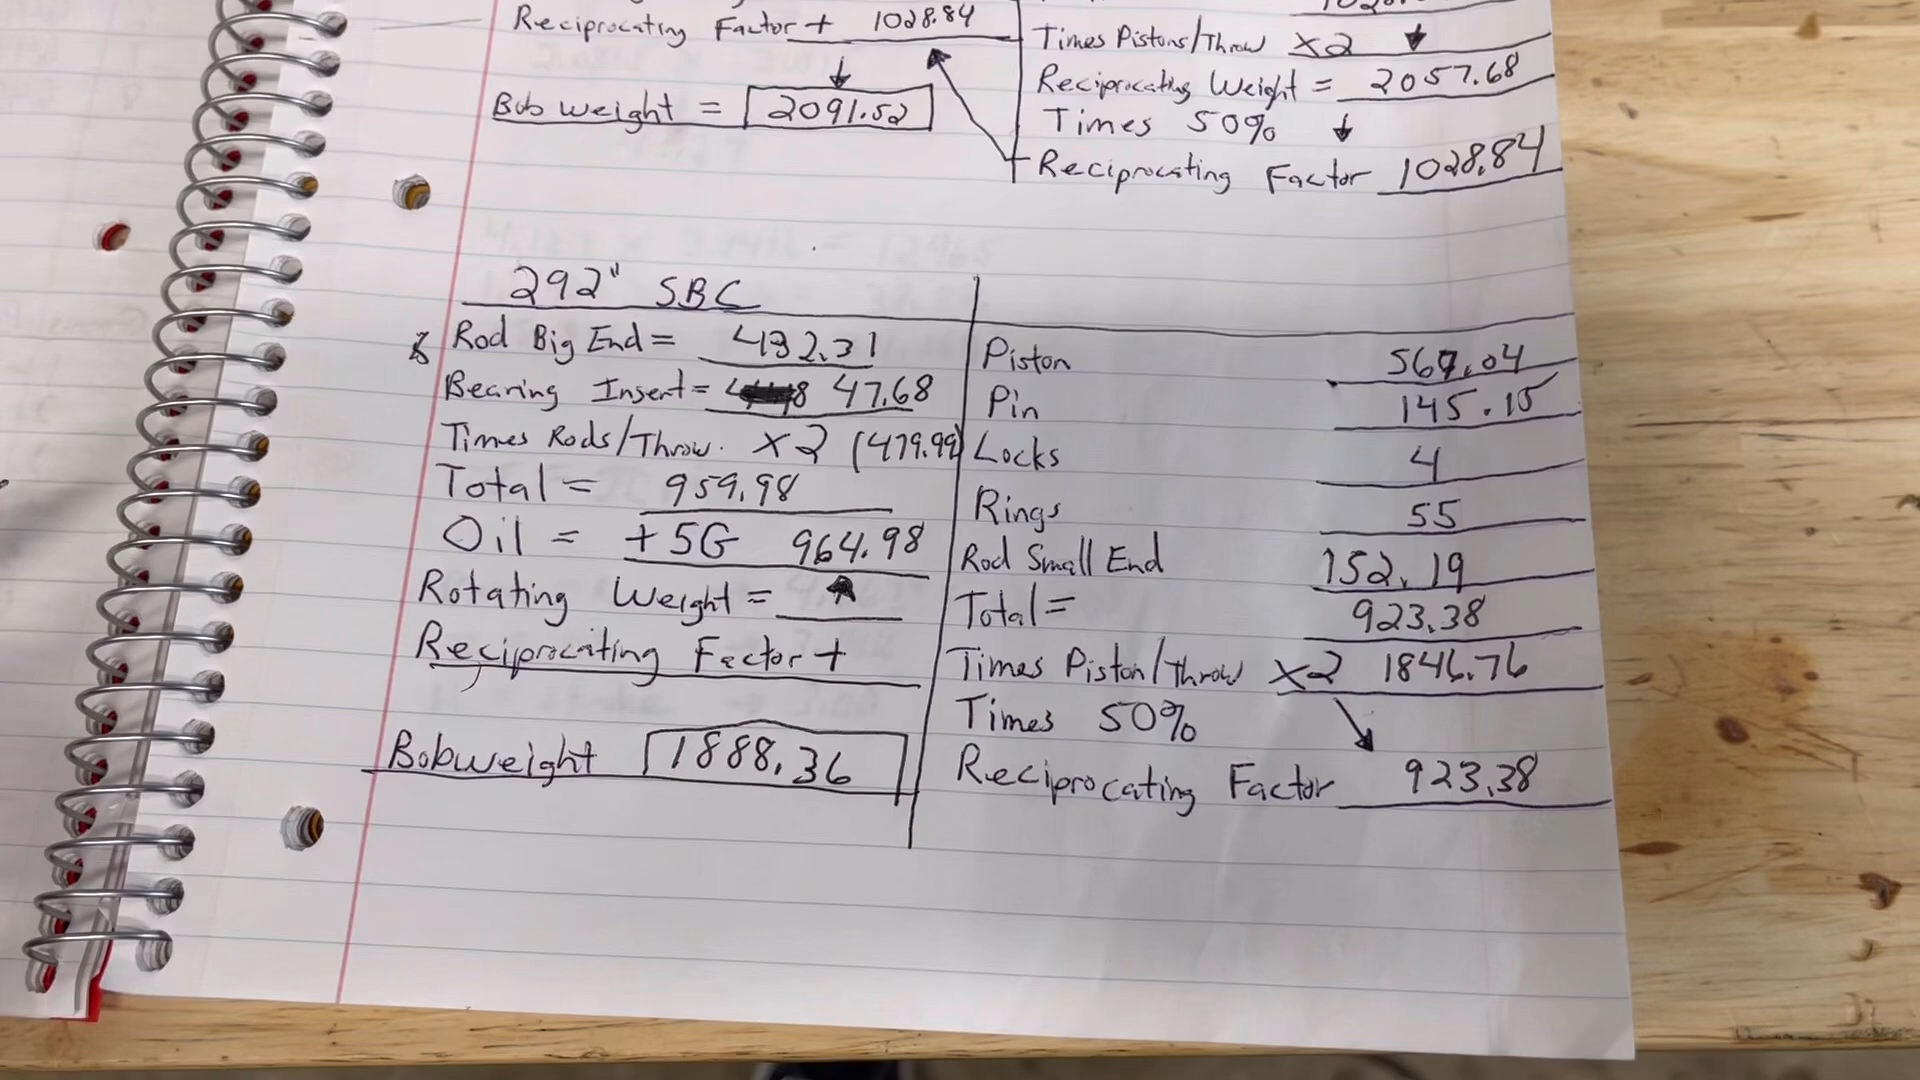 Reciprocating Factor + 1028.84
Bob weight = 2091.52
Times Pistons/Throw X2
Reciprocating Weight = 2057.68
Times 50%
Reciprocating Factor 1028.84
292" SBC
Rod Big End = 432.31
Bearing Insert = 47.68
Times Rods/Throw. X2 (479.99)
Total = 959.98
Oil = +5G 964.98
Rotating Weight =
Reciprocating Factor +
Bobweight 1888.36
Piston 567.04
Pin 145.15
Locks 4
Rings 55
Rod Small End 152.19
Total = 923.38
Times Piston/Throw X2 1846.76
Times 50%
Reciprocating Factor 923.38